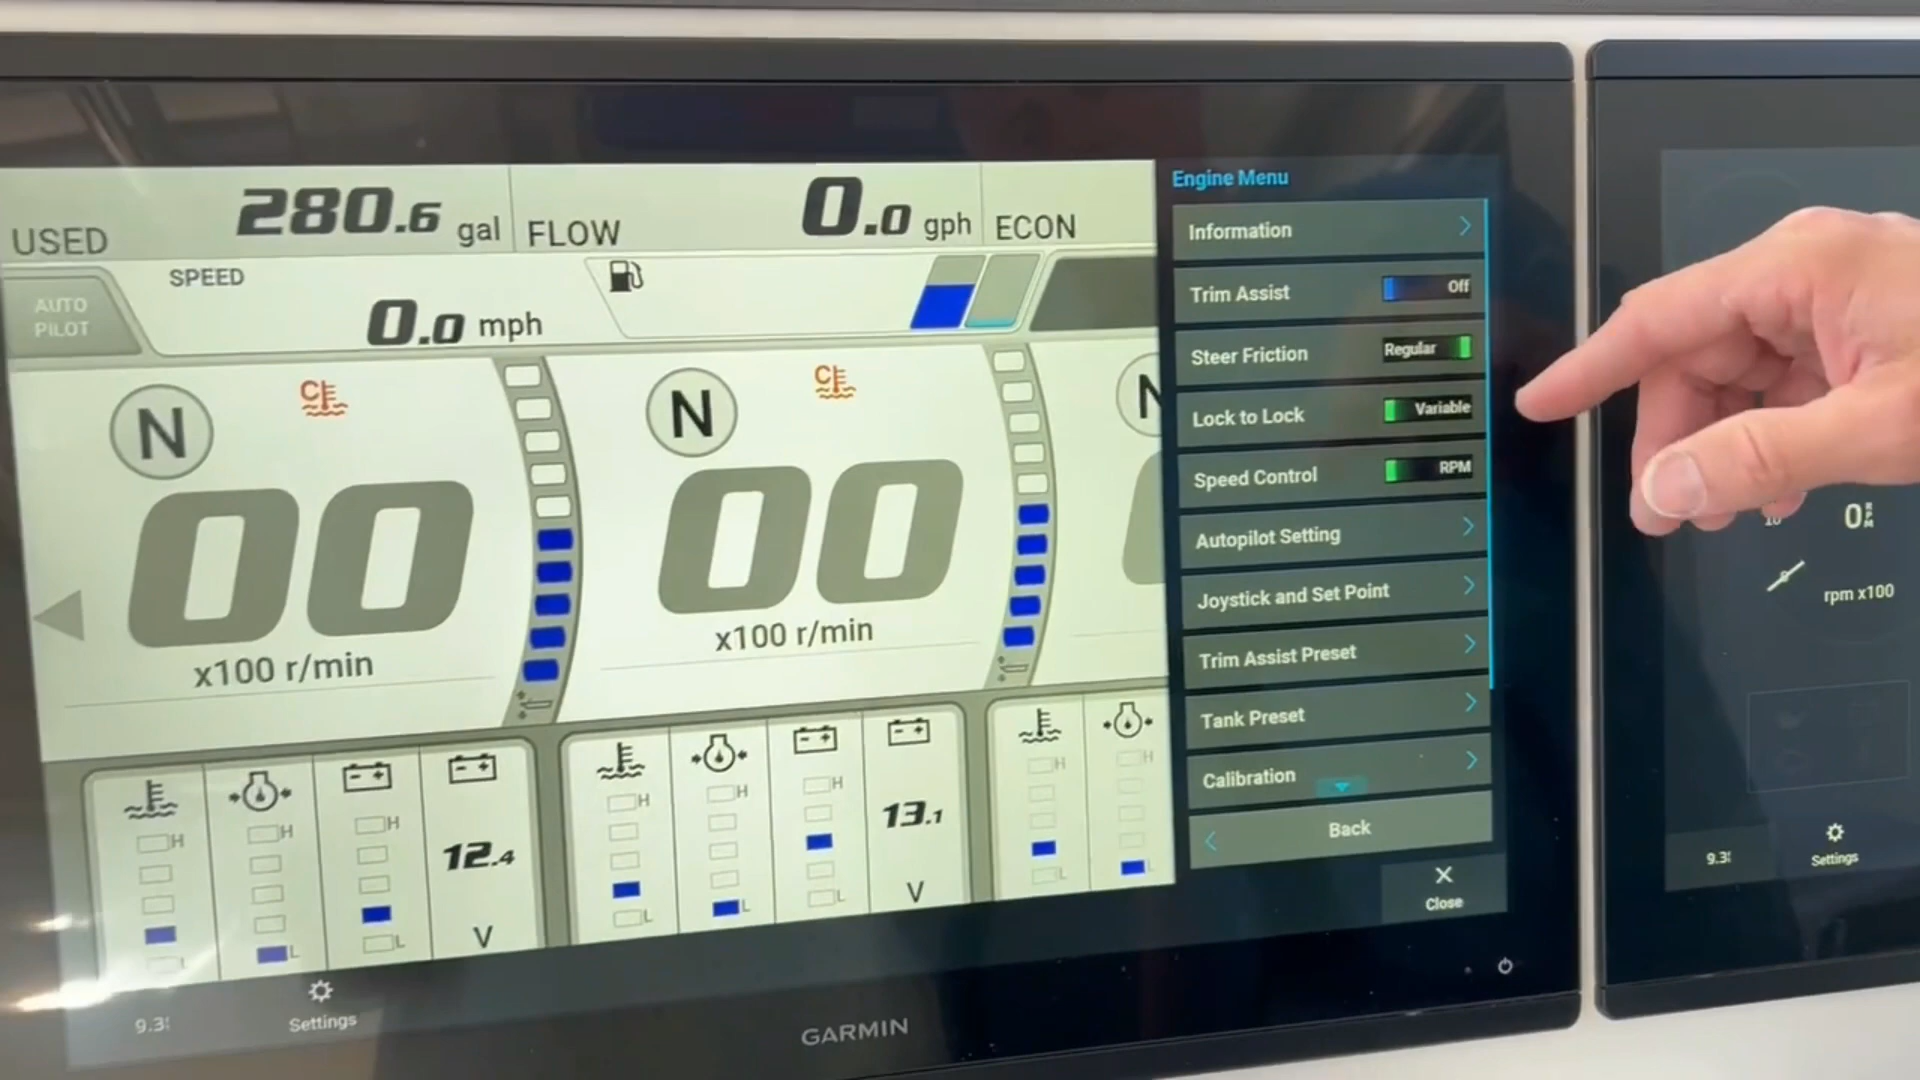 USED 280.6 gal FLOW 0.0 gph ECON
AUTO PILOT
SPEED
0.0 mph
N
N
N
00
00
x100 r/min
x100 r/min
H
H
H
12.4
V
L
L
L
H
H
H
13.1
V
L
L
L
H
H
L
L
9.3
Settings
GARMIN
Engine Menu
Information
Trim Assist Off
Steer Friction Regular
Lock to Lock Variable
Speed Control RPM
Autopilot Setting
Joystick and Set Point
Trim Assist Preset
Tank Preset
Calibration
Back
Close
10
0 RPM
rpm x100
9.3
Settings